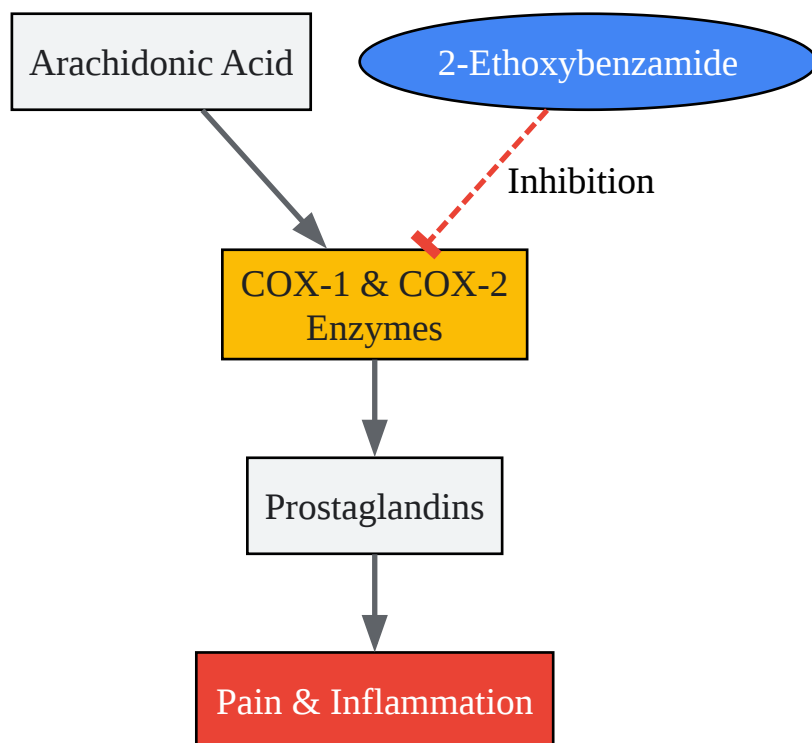 Arachidonic Acid
2-Ethoxybenzamide
Inhibition
COX-1 & COX-2
Enzymes
Prostaglandins
Pain & Inflammation